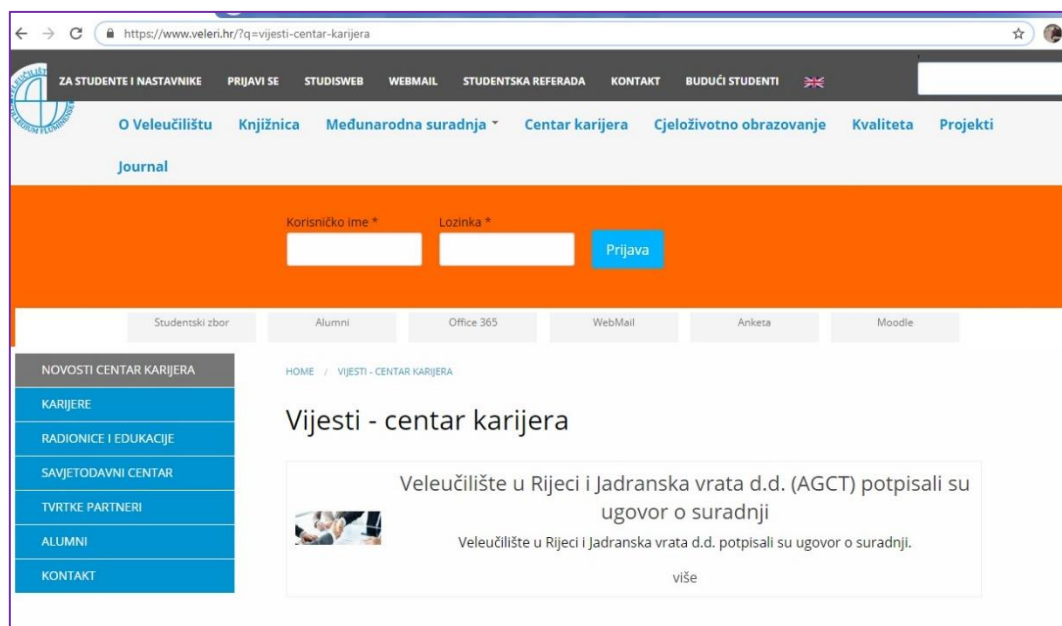 https://www.veleri.hr/?q=vijesti-centar-karijera
ZA STUDENTE I NASTAVNIKE PRIJAVI SE STUDISWEB WEBMAIL STUDENTSKA REFERADA KONTAKT BUDUĆI STUDENTI
O Veleučilištu Knjižnica Međunarodna suradnja Centar karijera Cjeloživotno obrazovanje Kvaliteta Projekti
Journal
Korisničko ime * Lozinka *
Prijava
Studentski zbor Alumni Office 365 WebMail Anketa Moodle
NOVOSTI CENTAR KARIJERA
KARIJERE
RADIONICE I EDUKACIJE
SAVJETODAVNI CENTAR
TVRTKE PARTNERI
ALUMNI
KONTAKT
HOME / VIJESTI - CENTAR KARIJERA
Vijesti - centar karijera
Veleučilište u Rijeci i Jadranska vrata d.d. (AGCT) potpisali su
ugovor o suradnji
Veleučilište u Rijeci i Jadranska vrata d.d. potpisali su ugovor o suradnji.
više